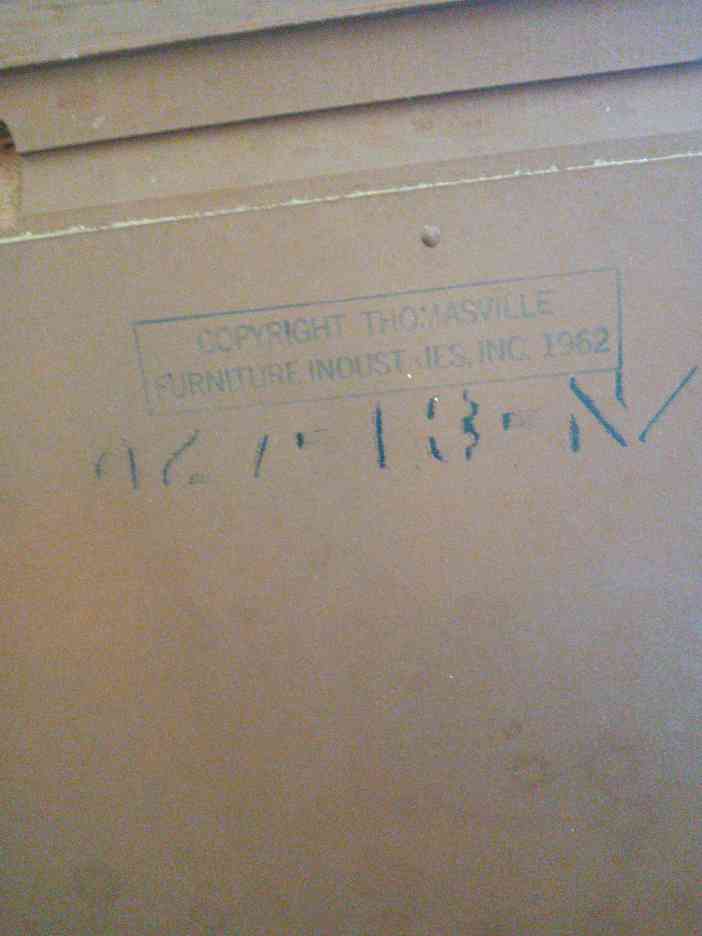 COPYRIGHT THOMASVILLE
FURNITURE INDUSTRIES, INC. 1962